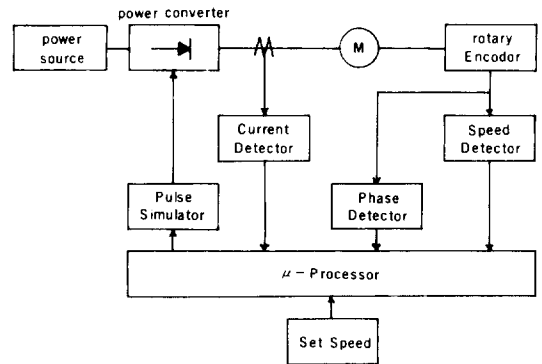 power converter
power
source
M
rotary
Encodor
Current
Detector
Speed
Detector
Pulse
Simulator
Phase
Detector
μ - Processor
Set Speed